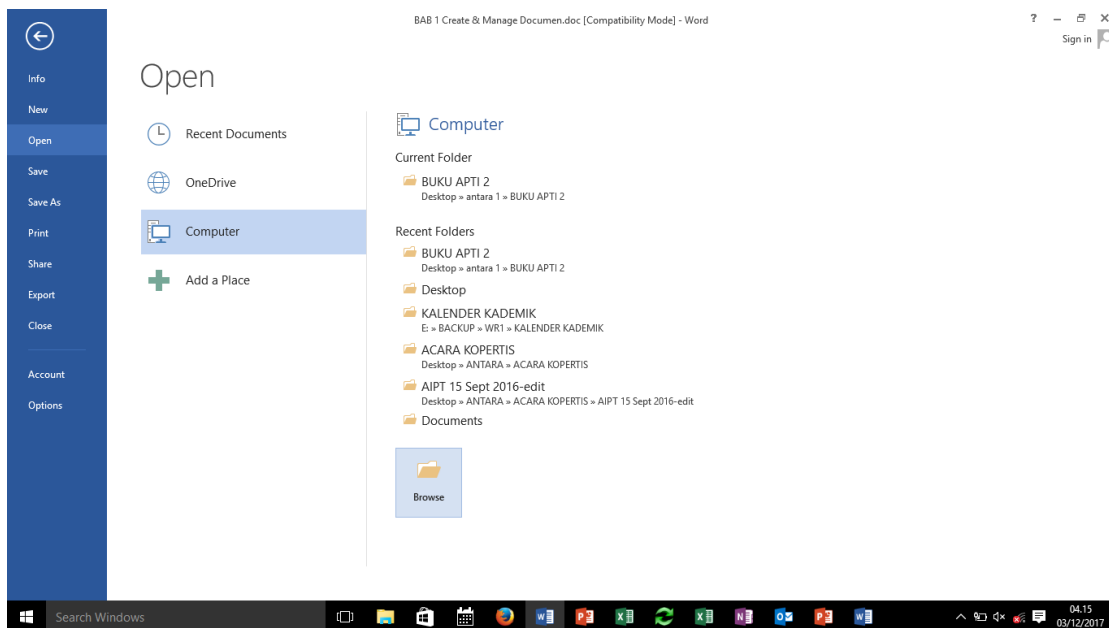 BAB 1 Create & Manage Documen.doc [Compatibility Mode] - Word
?
Sign in
Info
New
Open
Save
Save As
Print
Share
Export
Close
Account
Options
Open
Recent Documents
OneDrive
Computer
Add a Place
Computer
Current Folder
BUKU APTI 2
Desktop » antara 1 » BUKU APTI 2
Recent Folders
BUKU APTI 2
Desktop » antara 1 » BUKU APTI 2
Desktop
KALENDER KADEMIK
E: » BACKUP » WR1 » KALENDER KADEMIK
ACARA KOPERTIS
Desktop » ANTARA » ACARA KOPERTIS
AIPT 15 Sept 2016-edit
Desktop » ANTARA » ACARA KOPERTIS » AIPT 15 Sept 2016-edit
Documents
Browse
Search Windows
04.15
03/12/2017